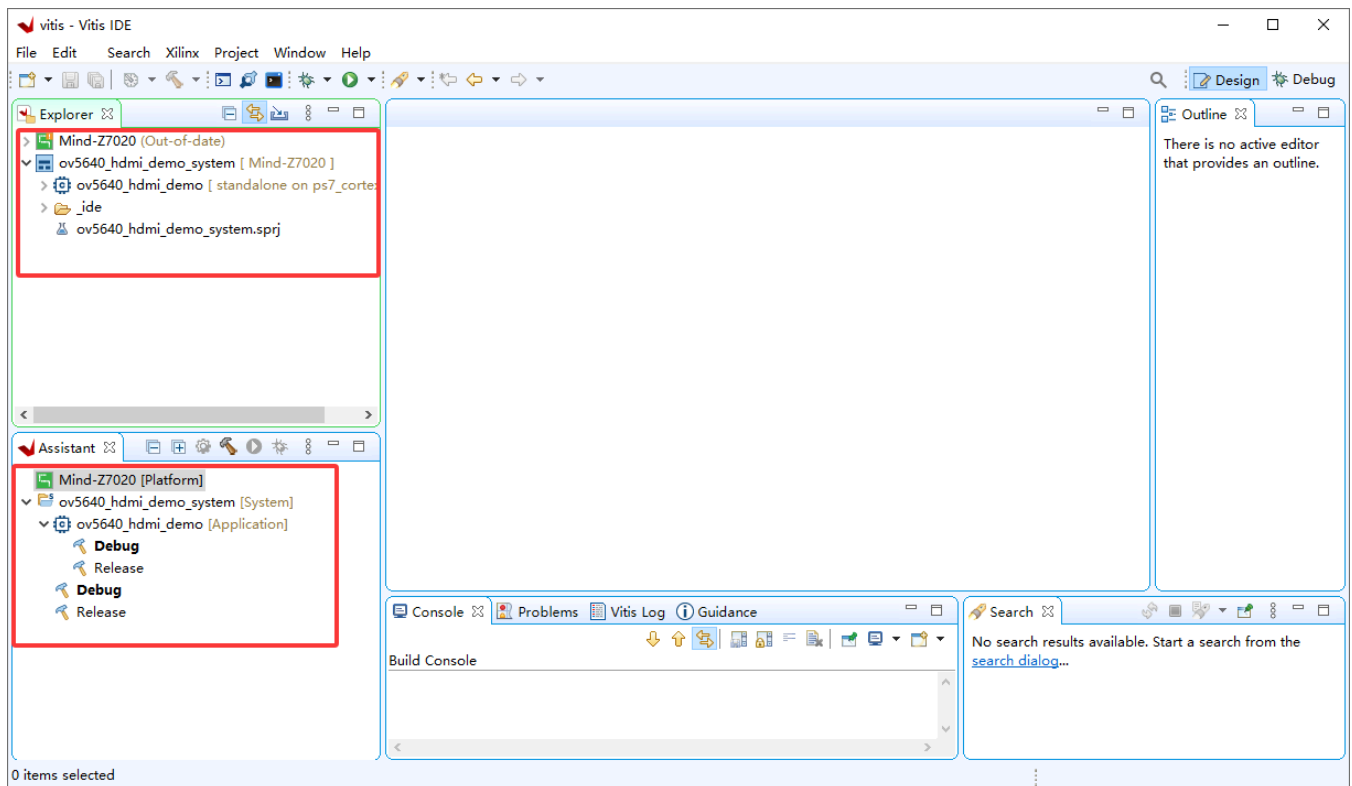 vitis - Vitis IDE
File Edit Search Xilinx Project Window Help
Design Debug
Explorer
Mind-Z7020 (Out-of-date)
ov5640_hdmi_demo_system [ Mind-Z7020 ]
ov5640_hdmi_demo [ standalone on ps7_corte
_ide
ov5640_hdmi_demo_system.sprj
Outline
There is no active editor
that provides an outline.
Assistant
Mind-Z7020 [Platform]
ov5640_hdmi_demo_system [System]
ov5640_hdmi_demo [Application]
Debug
Release
Debug
Release
Console Problems Vitis Log Guidance
Build Console
Search
No search results available. Start a search from the
search dialog...
0 items selected